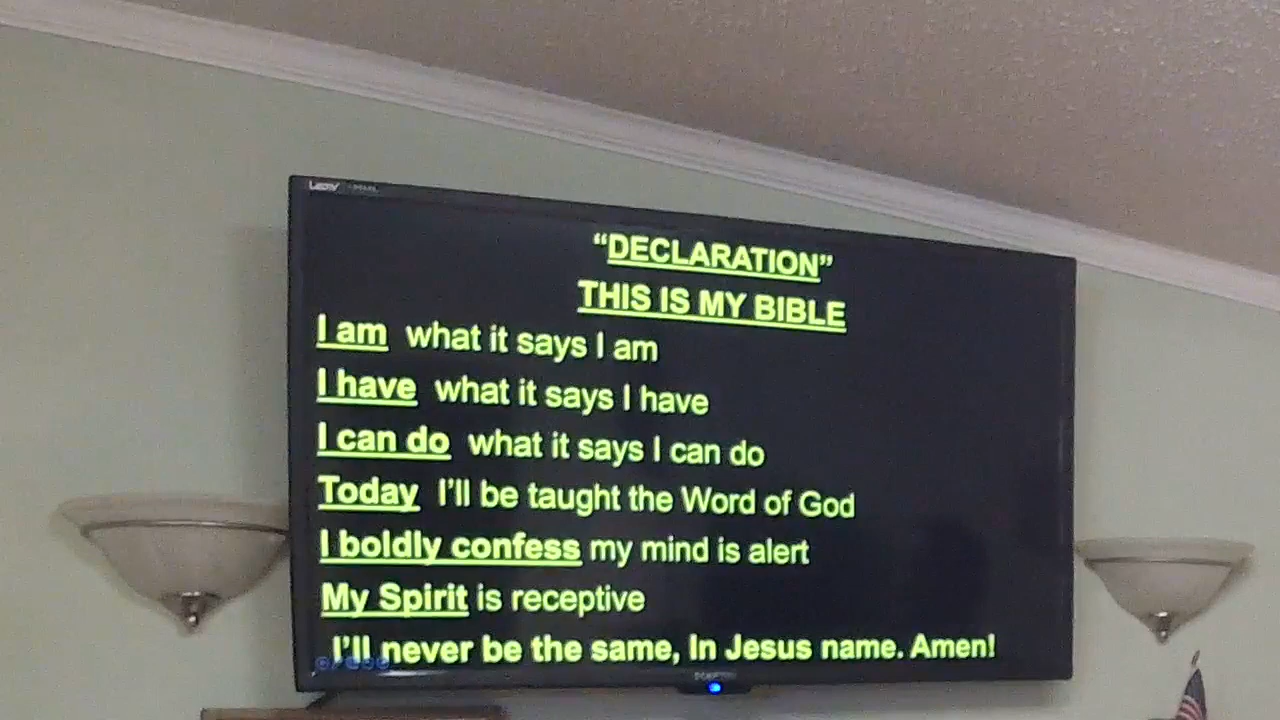 “DECLARATION”
THIS IS MY BIBLE
I am what it says I am
I have what it says I have
I can do what it says I can do
Today I’ll be taught the Word of God
I boldly confess my mind is alert
My Spirit is receptive
I’ll never be the same, In Jesus name. Amen!